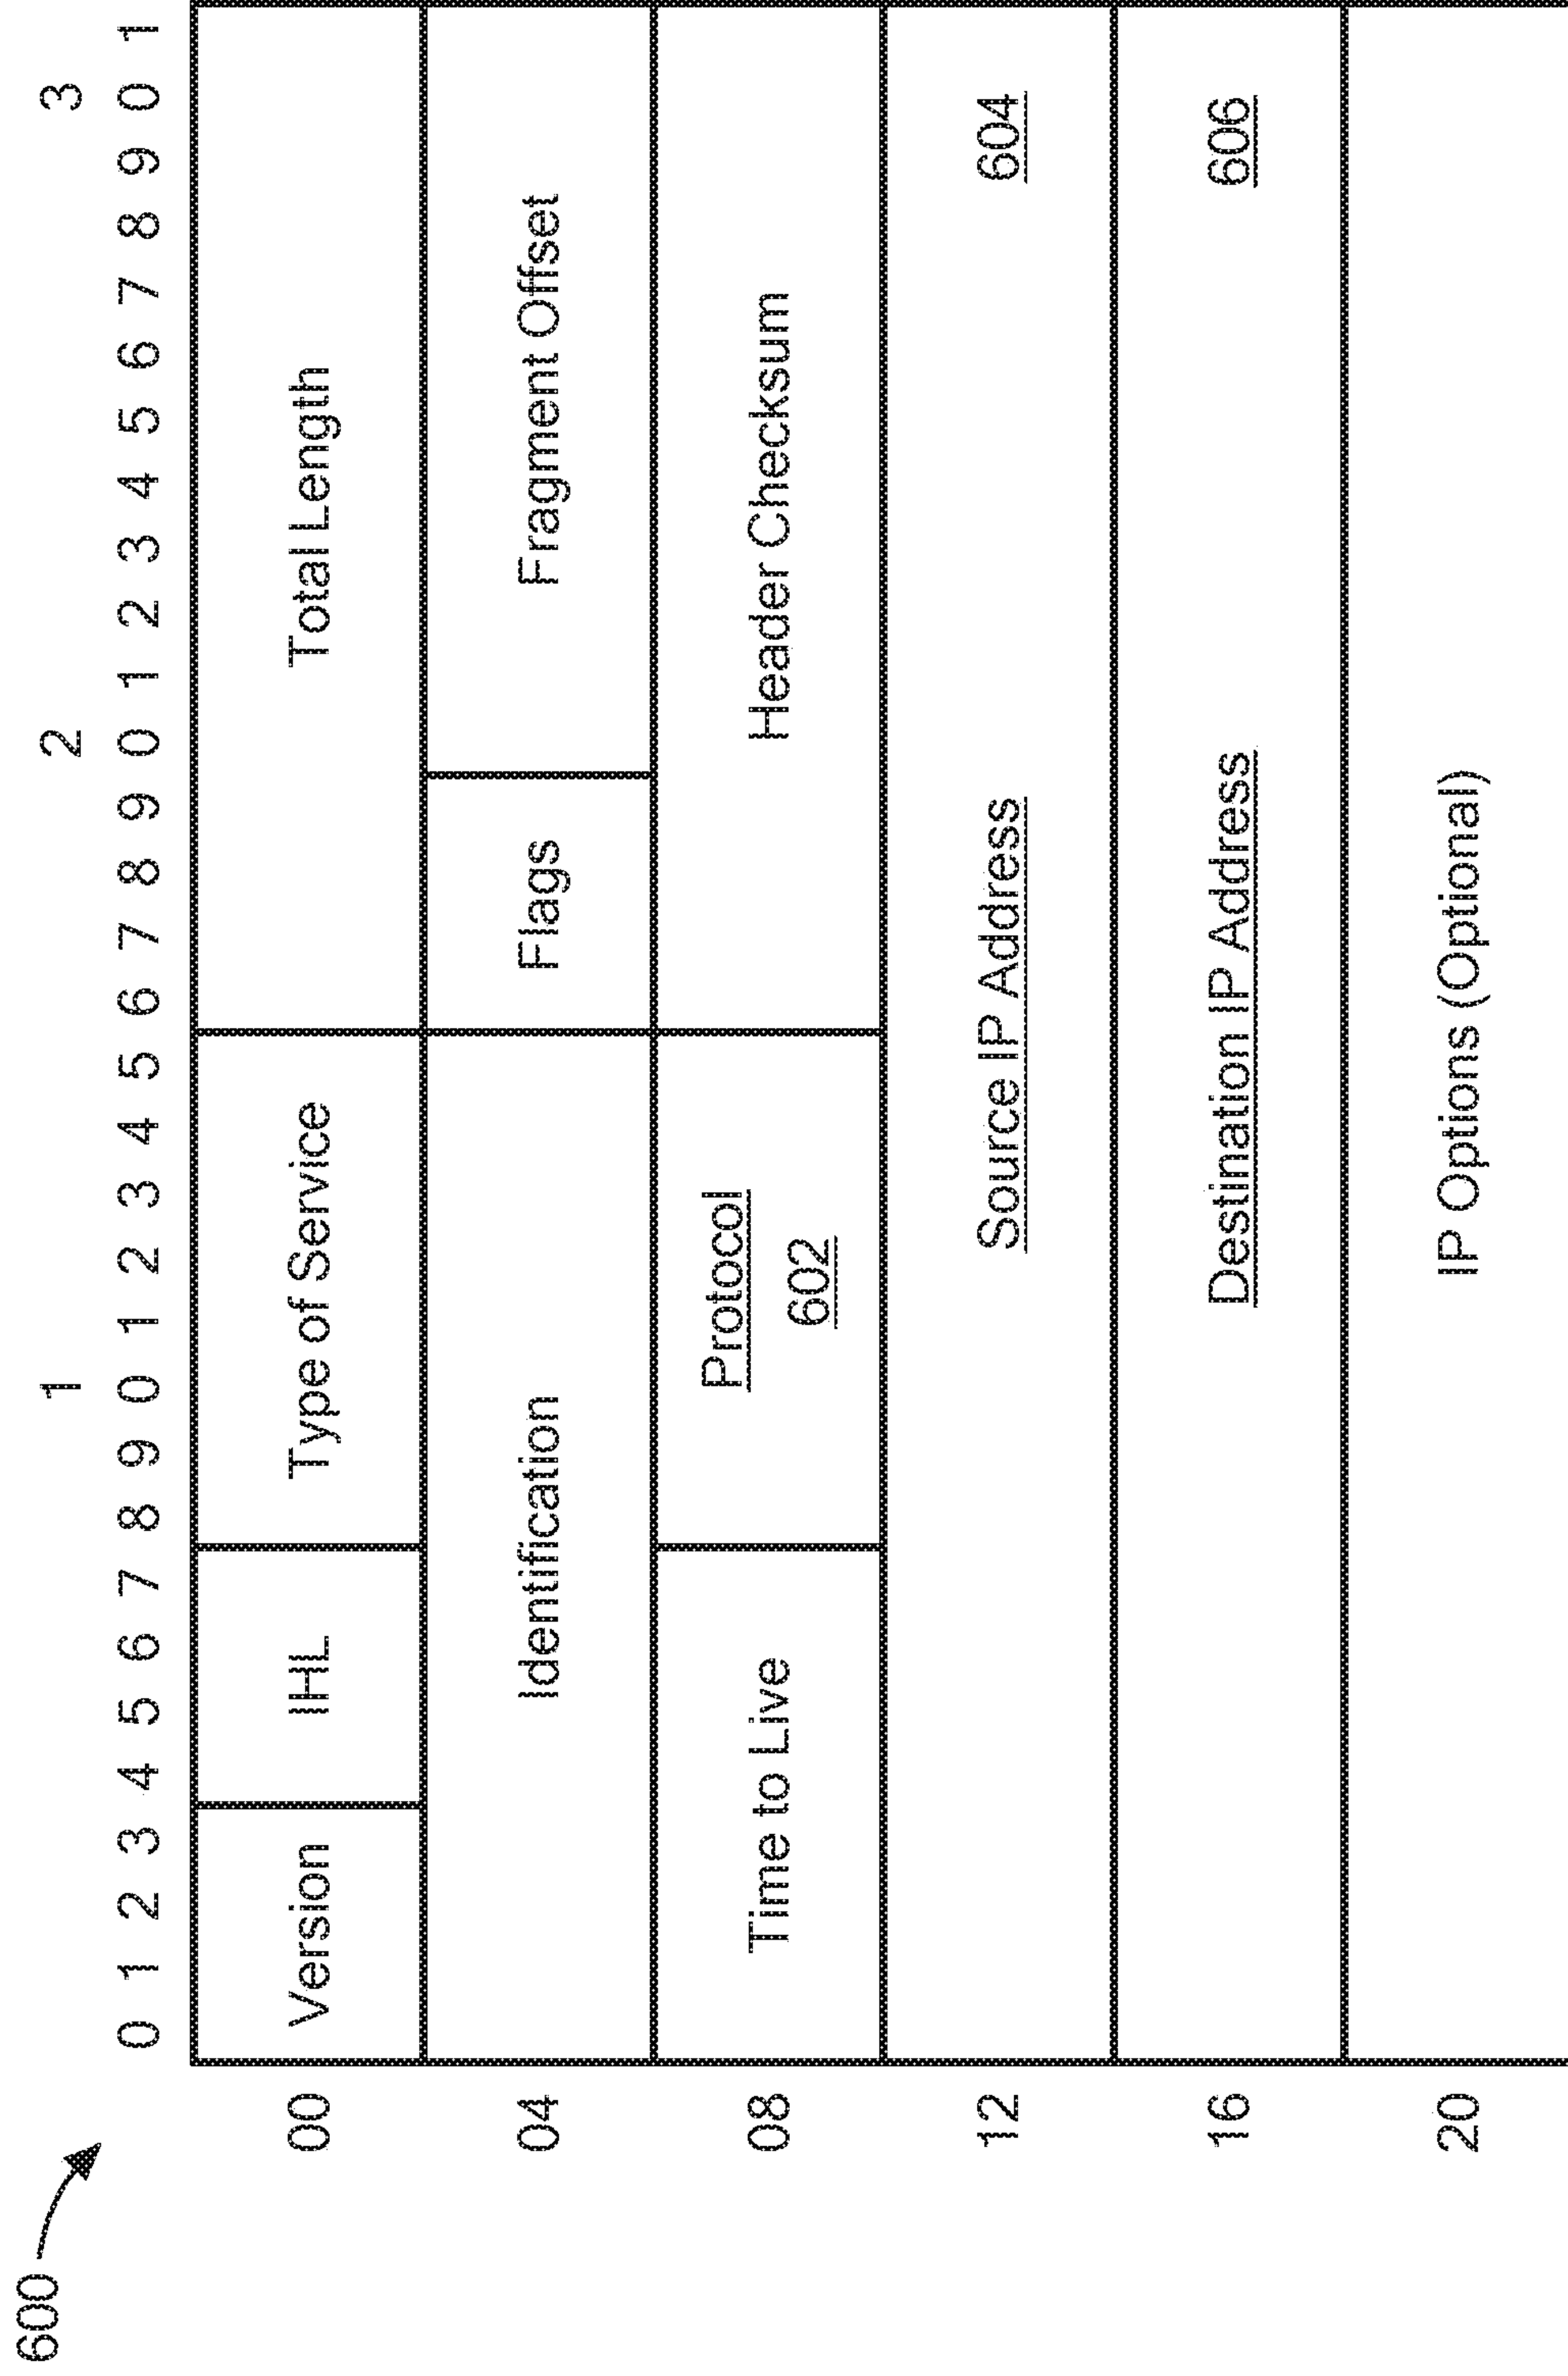 600
1 2 3
0 1 2 3 4 5 6 7 8 9 0 1 2 3 4 5 6 7 8 9 0 1 2 3 4 5 6 7 8 9 0 1
00 Version IHL Type of Service Total Length
04 Identification Flags Fragment Offset
08 Time to Live Protocol 602 Header Checksum
12 Source IP Address 604
16 Destination IP Address 606
20 IP Options (Optional)